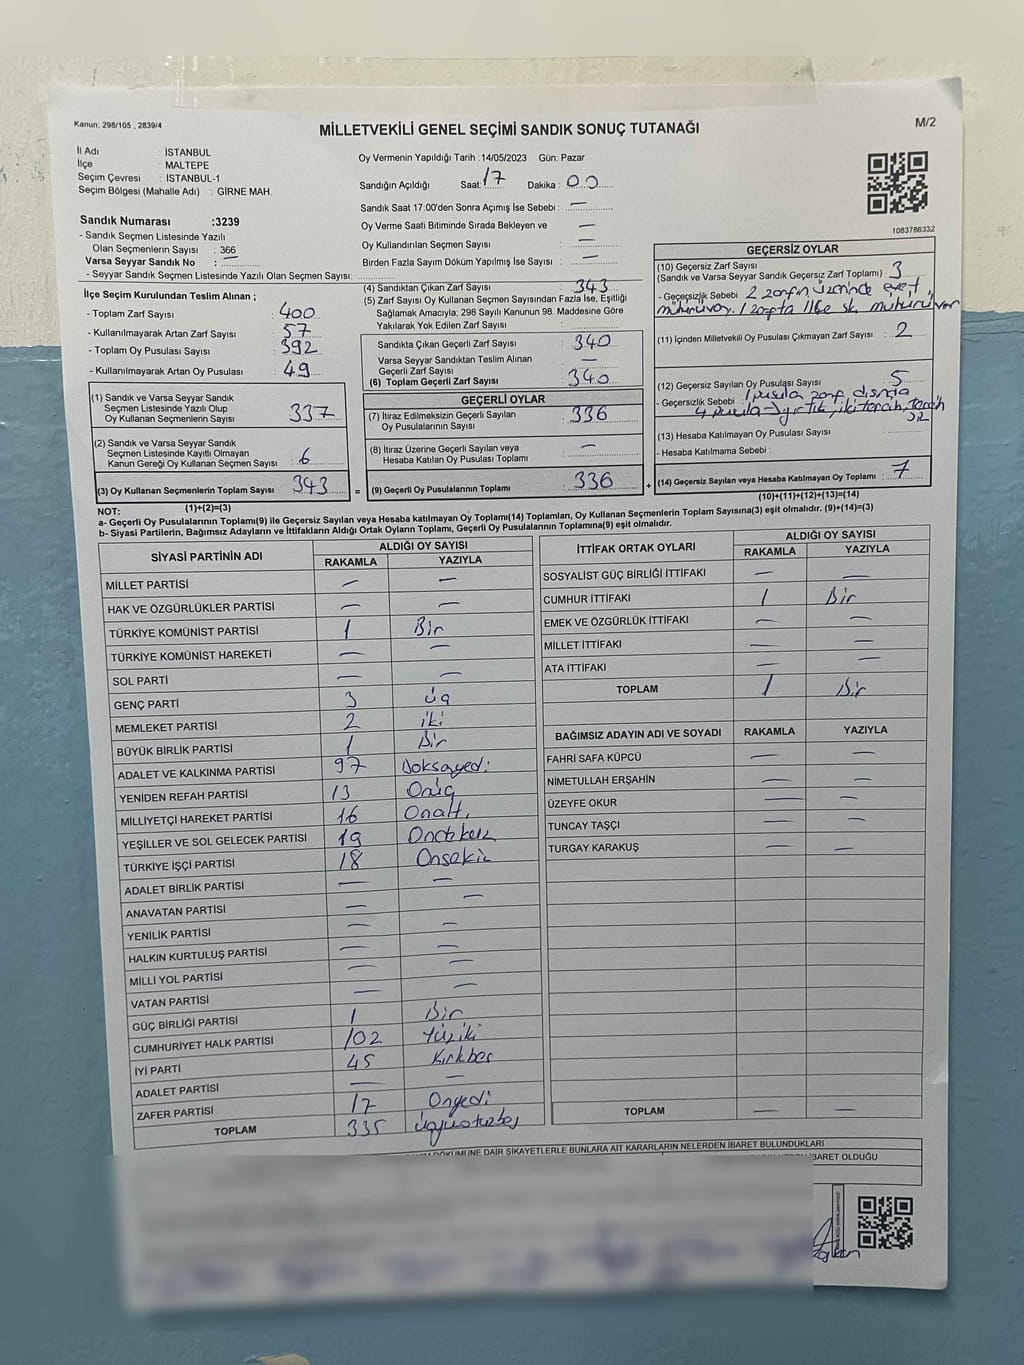 Kanun; 298/105 , 2839/4
MİLLETVEKİLİ GENEL SEÇİMİ SANDIK SONUÇ TUTANAĞI
M/2
İl Adı : İSTANBUL
İlçe : MALTEPE
Seçim Çevresi : İSTANBUL-1
Seçim Bölgesi (Mahalle Adı) : GİRNE MAH.
Sandık Numarası :3239
- Sandık Seçmen Listesinde Yazılı
Olan Seçmenlerin Sayısı : 366
Varsa Seyyar Sandık No : —
- Seyyar Sandık Seçmen Listesinde Yazılı Olan Seçmen Sayısı:
Oy Vermenin Yapıldığı Tarih :14/05/2023 Gün: Pazar
Sandığın Açıldığı Saat: 17 Dakika : 00
Sandık Saat 17:00'den Sonra Açımış İse Sebebi : —
Oy Verme Saati Bitiminde Sırada Bekleyen ve —
Oy Kullandırılan Seçmen Sayısı : —
Birden Fazla Sayım Döküm Yapılmış İse Sayısı : —
1083786332
İlçe Seçim Kurulundan Teslim Alınan ;
- Toplam Zarf Sayısı : 400
- Kullanılmayarak Artan Zarf Sayısı : 57
- Toplam Oy Pusulası Sayısı : 392
- Kullanılmayarak Artan Oy Pusulası : 49
(1) Sandık ve Varsa Seyyar Sandık
Seçmen Listesinde Yazılı Olup
Oy Kullanan Seçmenlerin Sayısı : 337
(2) Sandık ve Varsa Seyyar Sandık
Seçmen Listesinde Kayıtlı Olmayan
Kanun Gereği Oy Kullanan Seçmen Sayısı : 6
(3) Oy Kullanan Seçmenlerin Toplam Sayısı : 343
(4) Sandıktan Çıkan Zarf Sayısı : 343
(5) Zarf Sayısı Oy Kullanan Seçmen Sayısından Fazla İse, Eşitliği
Sağlamak Amacıyla; 298 Sayılı Kanunun 98. Maddesine Göre
Yakılarak Yok Edilen Zarf Sayısı :
Sandıkta Çıkan Geçerli Zarf Sayısı : 340
Varsa Seyyar Sandıktan Teslim Alınan
Geçerli Zarf Sayısı : —
(6) Toplam Geçerli Zarf Sayısı : 340
GEÇERLİ OYLAR
(7) İtiraz Edilmeksizin Geçerli Sayılan
Oy Pusulalarının Sayısı : 336
(8) İtiraz Üzerine Geçerli Sayılan veya
Hesaba Katılan Oy Pusulası Toplamı : —
= (9) Geçerli Oy Pusulalarının Toplamı : 336
GEÇERSİZ OYLAR
(10) Geçersiz Zarf Sayısı
(Sandık ve Varsa Seyyar Sandık Geçersiz Zarf Toplamı) : 3
- Geçersizlik Sebebi : 2 zarfın üzerinde evet
mühürü var. 1 zarfta ilçe sk mühürü var
(11) İçinden Milletvekili Oy Pusulası Çıkmayan Zarf Sayısı : 2
(12) Geçersiz Sayılan Oy Pusulası Sayısı : 5
- Geçersizlik Sebebi : 1 pusula zarf dışında
4 pusula yırtık, iki tercih, tercih
(13) Hesaba Katılmayan Oy Pusulası Sayısı :
- Hesaba Katılmama Sebebi :
+ (14) Geçersiz Sayılan veya Hesaba Katılmayan Oy Toplamı : 7
NOT: (1)+(2)=(3)
(10)+(11)+(12)+(13)=(14)
a- Geçerli Oy Pusulalarının Toplamı(9) ile Geçersiz Sayılan veya Hesaba katılmayan Oy Toplamı(14) Toplamları, Oy Kullanan Seçmenlerin Toplam Sayısına(3) eşit olmalıdır. (9)+(14)=(3)
b- Siyasi Partilerin, Bağımsız Adayların ve İttifakların Aldığı Oyların Toplamı, Geçerli Oy Pusulalarının Toplamına(9) eşit olmalıdır.
SİYASİ PARTİNİN ADI
ALDIĞI OY SAYISI
RAKAMLA YAZIYLA
MİLLET PARTİSİ — —
HAK VE ÖZGÜRLÜKLER PARTİSİ — —
TÜRKİYE KOMÜNİST PARTİSİ 1 Bir
TÜRKİYE KOMÜNİST HAREKETİ — —
SOL PARTİ — —
GENÇ PARTİ 3 üç
MEMLEKET PARTİSİ 2 iki
BÜYÜK BİRLİK PARTİSİ 1 Bir
ADALET VE KALKINMA PARTİSİ 97 Doksayedi
YENİDEN REFAH PARTİSİ 13 Onüç
MİLLİYETÇİ HAREKET PARTİSİ 16 Onaltı
YEŞİLLER VE SOL GELECEK PARTİSİ 19 Ondokuz
TÜRKİYE İŞÇİ PARTİSİ 18 Onsekiz
ADALET BİRLİK PARTİSİ — —
ANAVATAN PARTİSİ — —
YENİLİK PARTİSİ — —
HALKIN KURTULUŞ PARTİSİ — —
MİLLİ YOL PARTİSİ — —
VATAN PARTİSİ — —
GÜÇ BİRLİĞİ PARTİSİ 1 Bir
CUMHURİYET HALK PARTİSİ 102 Yüziki
İYİ PARTİ 45 Kırkbeş
ADALET PARTİSİ — —
ZAFER PARTİSİ 17 Onyedi
TOPLAM 335 Üçyüzotuzbeş
İTTİFAK ORTAK OYLARI
ALDIĞI OY SAYISI
RAKAMLA YAZIYLA
SOSYALİST GÜÇ BİRLİĞİ İTTİFAKI — —
CUMHUR İTTİFAKI 1 Bir
EMEK VE ÖZGÜRLÜK İTTİFAKI — —
MİLLET İTTİFAKI — —
ATA İTTİFAKI — —
TOPLAM 1 Bir
BAĞIMSIZ ADAYIN ADI VE SOYADI RAKAMLA YAZIYLA
FAHRİ SAFA KÜPCÜ — —
NİMETULLAH ERŞAHİN — —
ÜZEYFE OKUR — —
TUNCAY TAŞÇI — —
TURGAY KARAKUŞ — —
TOPLAM — —
DÖKÜMÜNE DAİR ŞİKAYETLERLE BUNLARA AİT KARARLARIN NELERDEN İBARET BULUNDUKLARI
İBARET OLDUĞU